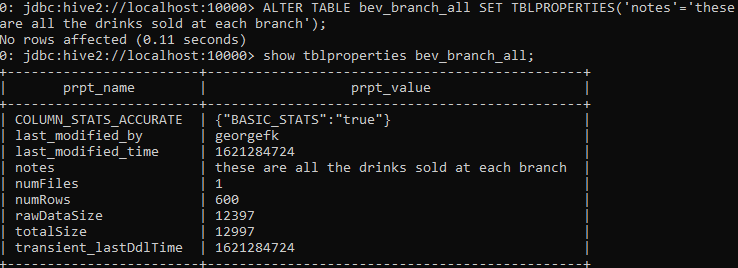 0: jdbc:hive2://localhost:10000> ALTER TABLE bev_branch_all SET TBLPROPERTIES('notes'='these
are all the drinks sold at each branch');
No rows affected (0.11 seconds)
0: jdbc:hive2://localhost:10000> show tblproperties bev_branch_all;
+------------------------+------------------------------------------------+
| prpt_name | prpt_value |
+------------------------+------------------------------------------------+
| COLUMN_STATS_ACCURATE | {"BASIC_STATS":"true"} |
| last_modified_by | georgefk |
| last_modified_time | 1621284724 |
| notes | these are all the drinks sold at each branch |
| numFiles | 1 |
| numRows | 600 |
| rawDataSize | 12397 |
| totalSize | 12997 |
| transient_lastDdlTime | 1621284724 |
+------------------------+------------------------------------------------+